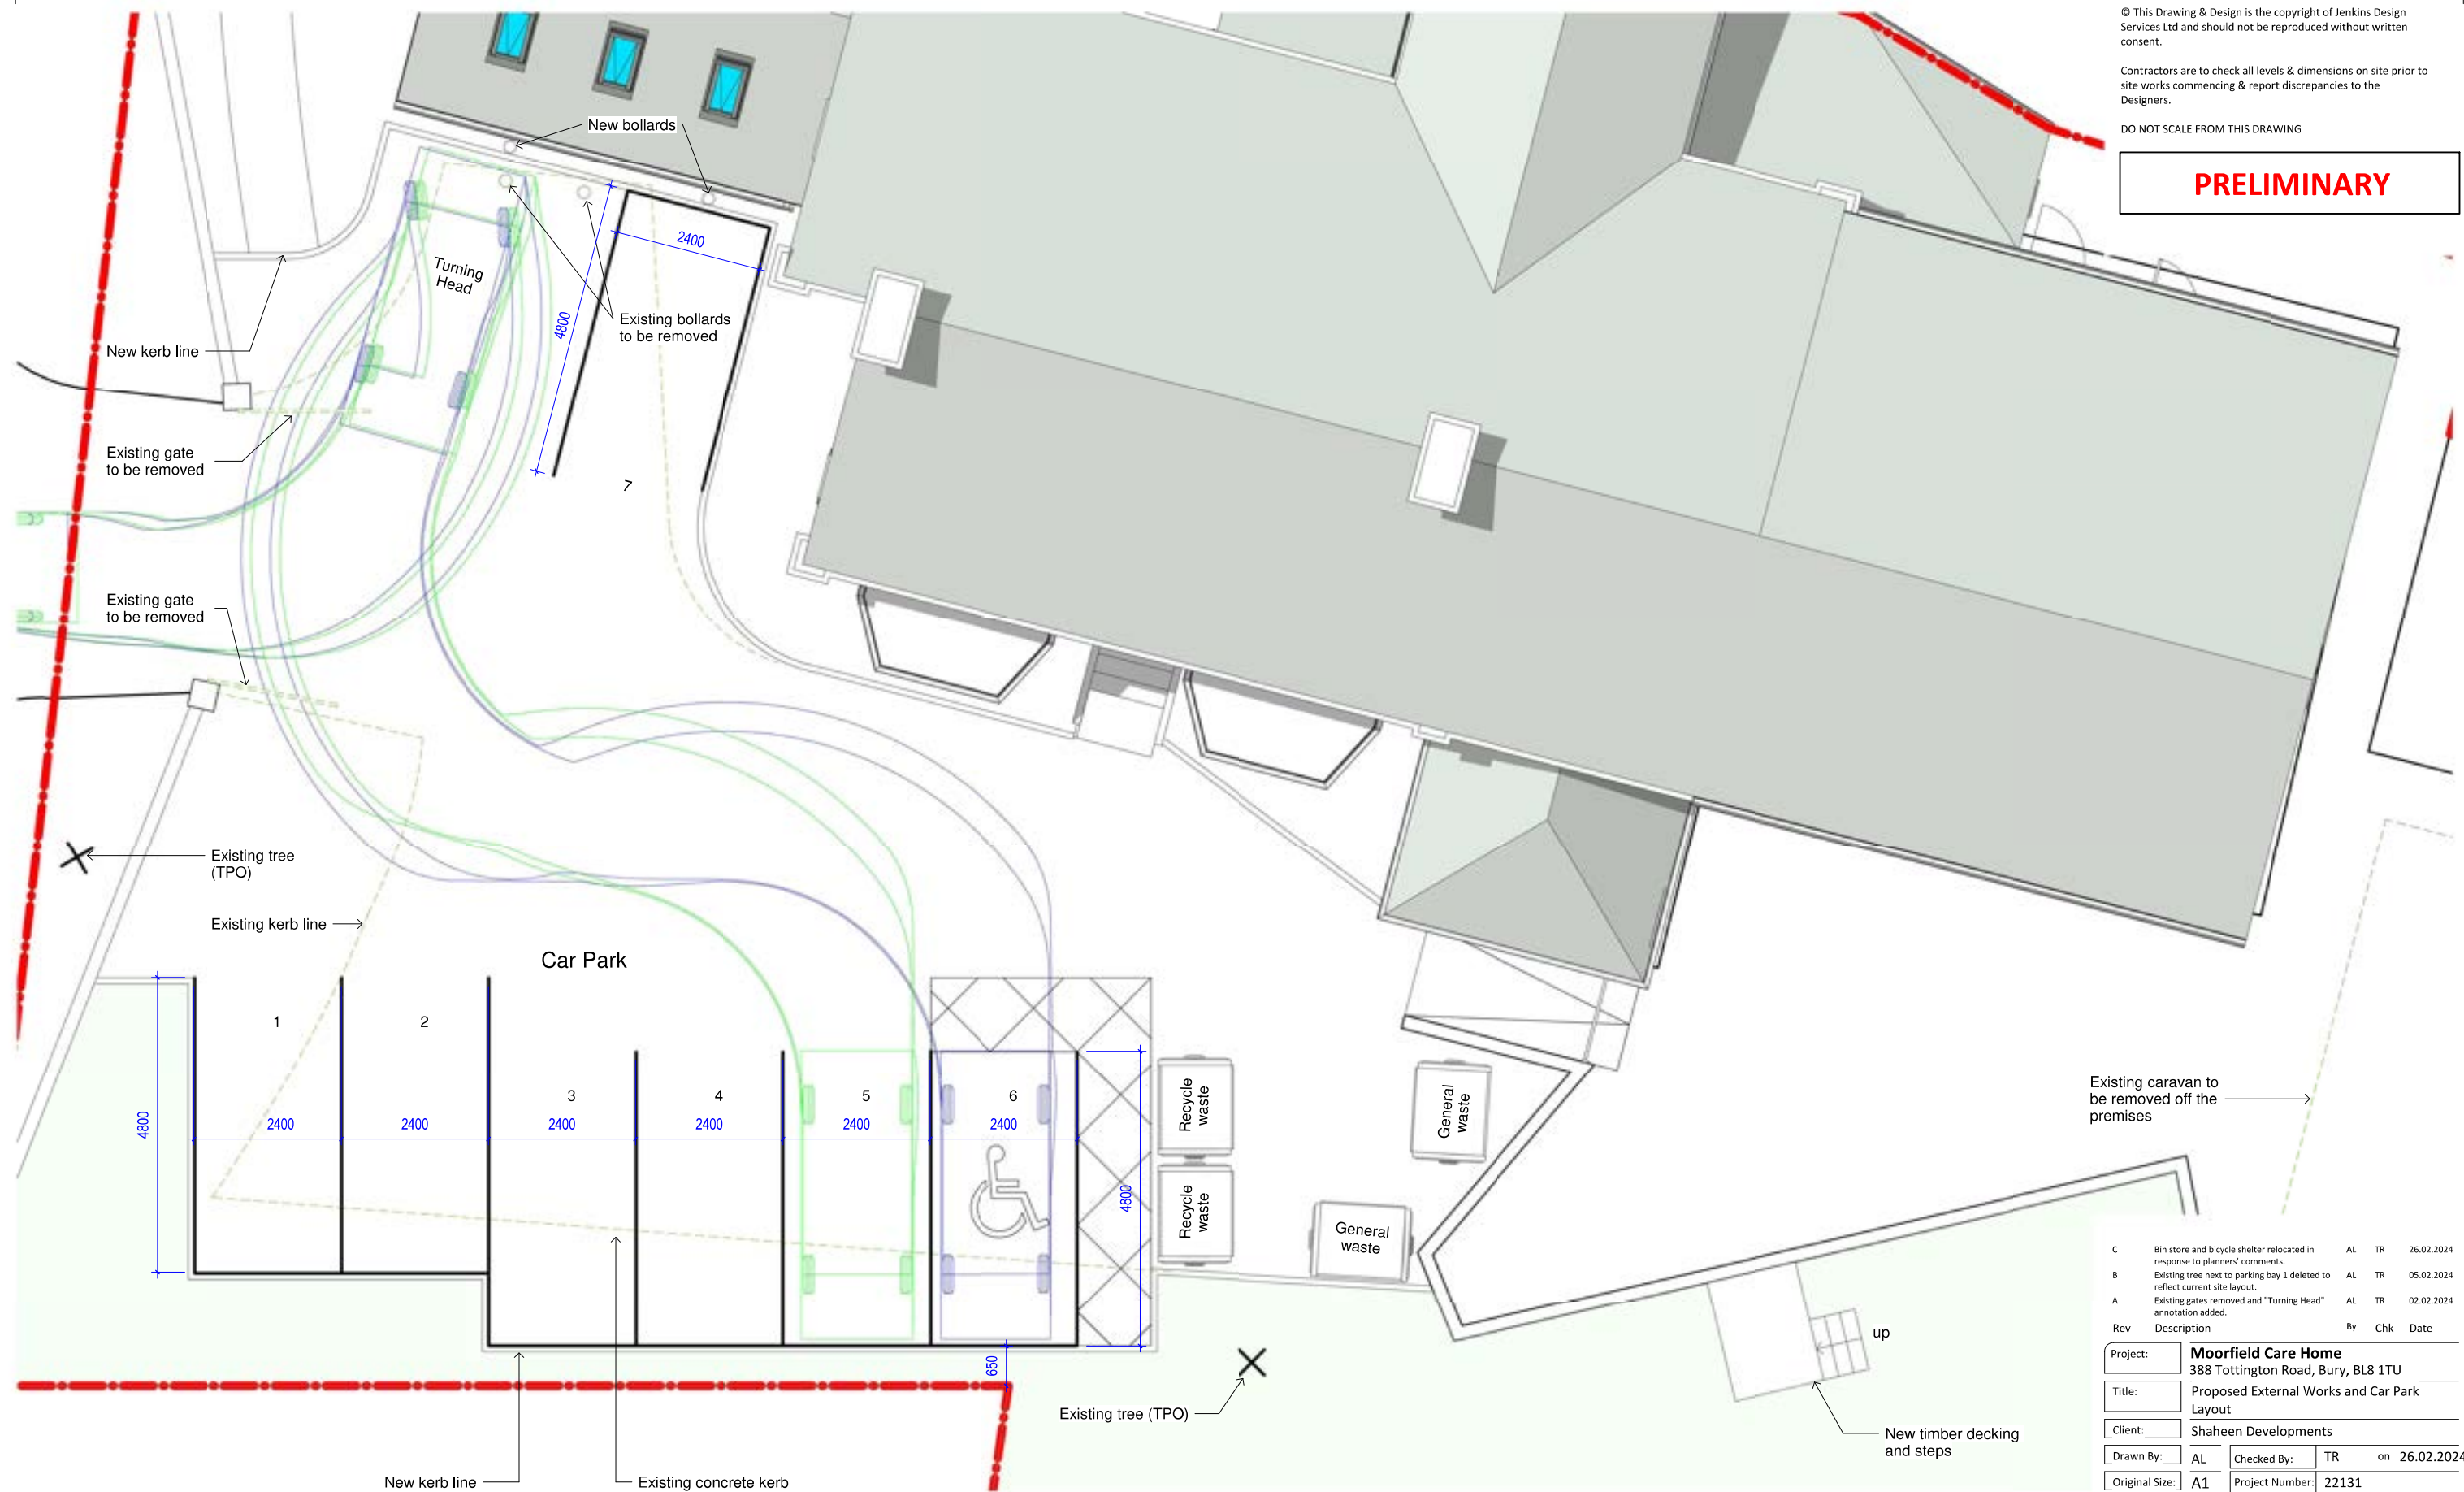 © This Drawing & Design is the copyright of Jenkins Design
Services Ltd and should not be reproduced without written
consent.
Contractors are to check all levels & dimensions on site prior to
site works commencing & report discrepancies to the
Designers.
DO NOT SCALE FROM THIS DRAWING
PRELIMINARY
New bollards
2400
Turning
Head
4800
Existing bollards
to be removed
New kerb line
Existing gate
to be removed
7
Existing gate
to be removed
Existing tree
(TPO)
Existing kerb line
Car Park
1
2
3
4
5
6
4800
2400
2400
2400
2400
2400
2400
4800
650
Recycle
waste
Recycle
waste
General
waste
General
waste
Existing caravan to
be removed off the
premises
up
Existing tree (TPO)
New timber decking
and steps
New kerb line
Existing concrete kerb
C Bin store and bicycle shelter relocated in AL TR 26.02.2024
response to planners' comments.
B Existing tree next to parking bay 1 deleted to AL TR 05.02.2024
reflect current site layout.
A Existing gates removed and "Turning Head" AL TR 02.02.2024
annotation added.
Rev Description By Chk Date
Project: Moorfield Care Home
388 Tottington Road, Bury, BL8 1TU
Title: Proposed External Works and Car Park
Layout
Client: Shaheen Developments
Drawn By: AL Checked By: TR on 26.02.2024
Original Size: A1 Project Number: 22131